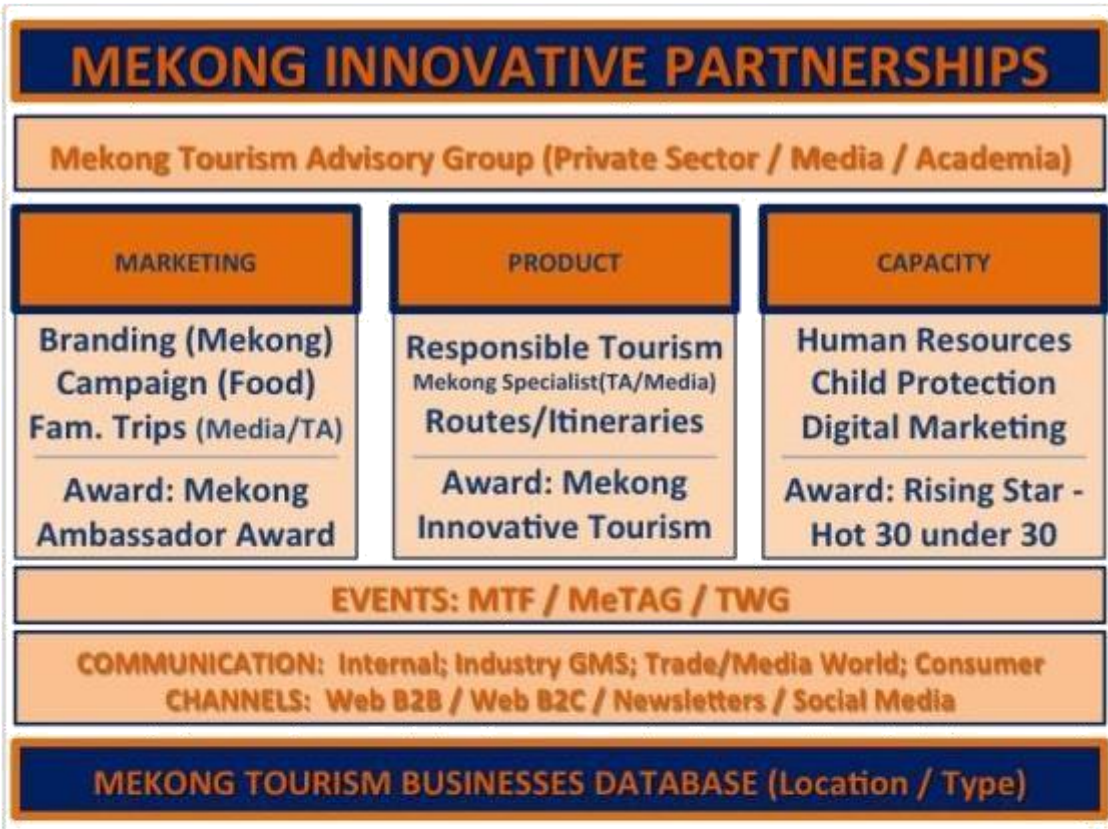 MEKONG INNOVATIVE PARTNERSHIPS
Mekong Tourism Advisory Group (Private Sector / Media / Academia)
MARKETING
Branding (Mekong)
Campaign (Food)
Fam. Trips (Media/TA)
Award: Mekong
Ambassador Award
PRODUCT
Responsible Tourism
Mekong Specialist(TA/Media)
Routes/Itineraries
Award: Mekong
Innovative Tourism
CAPACITY
Human Resources
Child Protection
Digital Marketing
Award: Rising Star -
Hot 30 under 30
EVENTS: MTF / MeTAG / TWG
COMMUNICATION: Internal; Industry GMS; Trade/Media World; Consumer
CHANNELS: Web B2B / Web B2C / Newsletters / Social Media
MEKONG TOURISM BUSINESSES DATABASE (Location / Type)